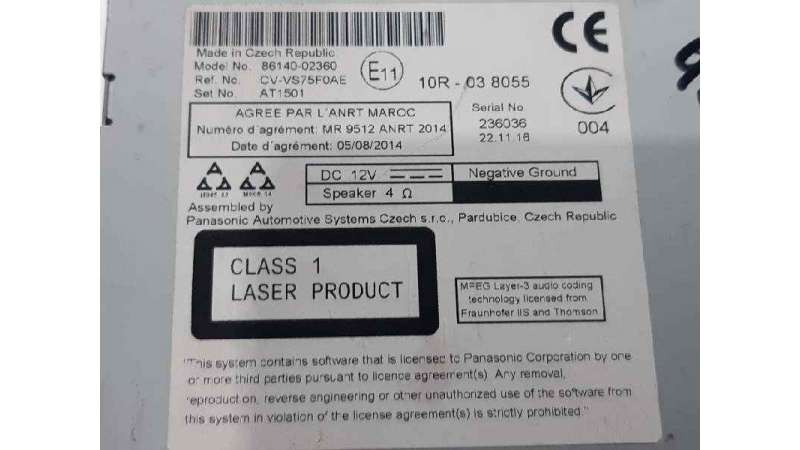 Made in Czech Republic
Model No. 86140-02360
Ref. No. CV-VS75F0AE
Set No. AT1501
E11
10R - 03 8055
CE
AGREE PAR L'ANRT MAROC
Numéro d'agrément: MR 9512 ANRT 2014
Date d'agrément: 05/08/2014
Serial No
236036
22.11.16
004
DC 12V
Negative Ground
Speaker 4 Ω
Assembled by
Panasonic Automotive Systems Czech s.r.o., Pardubice, Czech Republic
CLASS 1
LASER PRODUCT
MPEG Layer-3 audio coding
technology licensed from
Fraunhofer IIS and Thomson
"This system contains software that is licensed to Panasonic Corporation by one
or more third parties pursuant to licence agreement(s). Any removal,
reproduction, reverse engineering or other unauthorized use of the software from
this system in violation of the license agreement(s) is strictly prohibited."